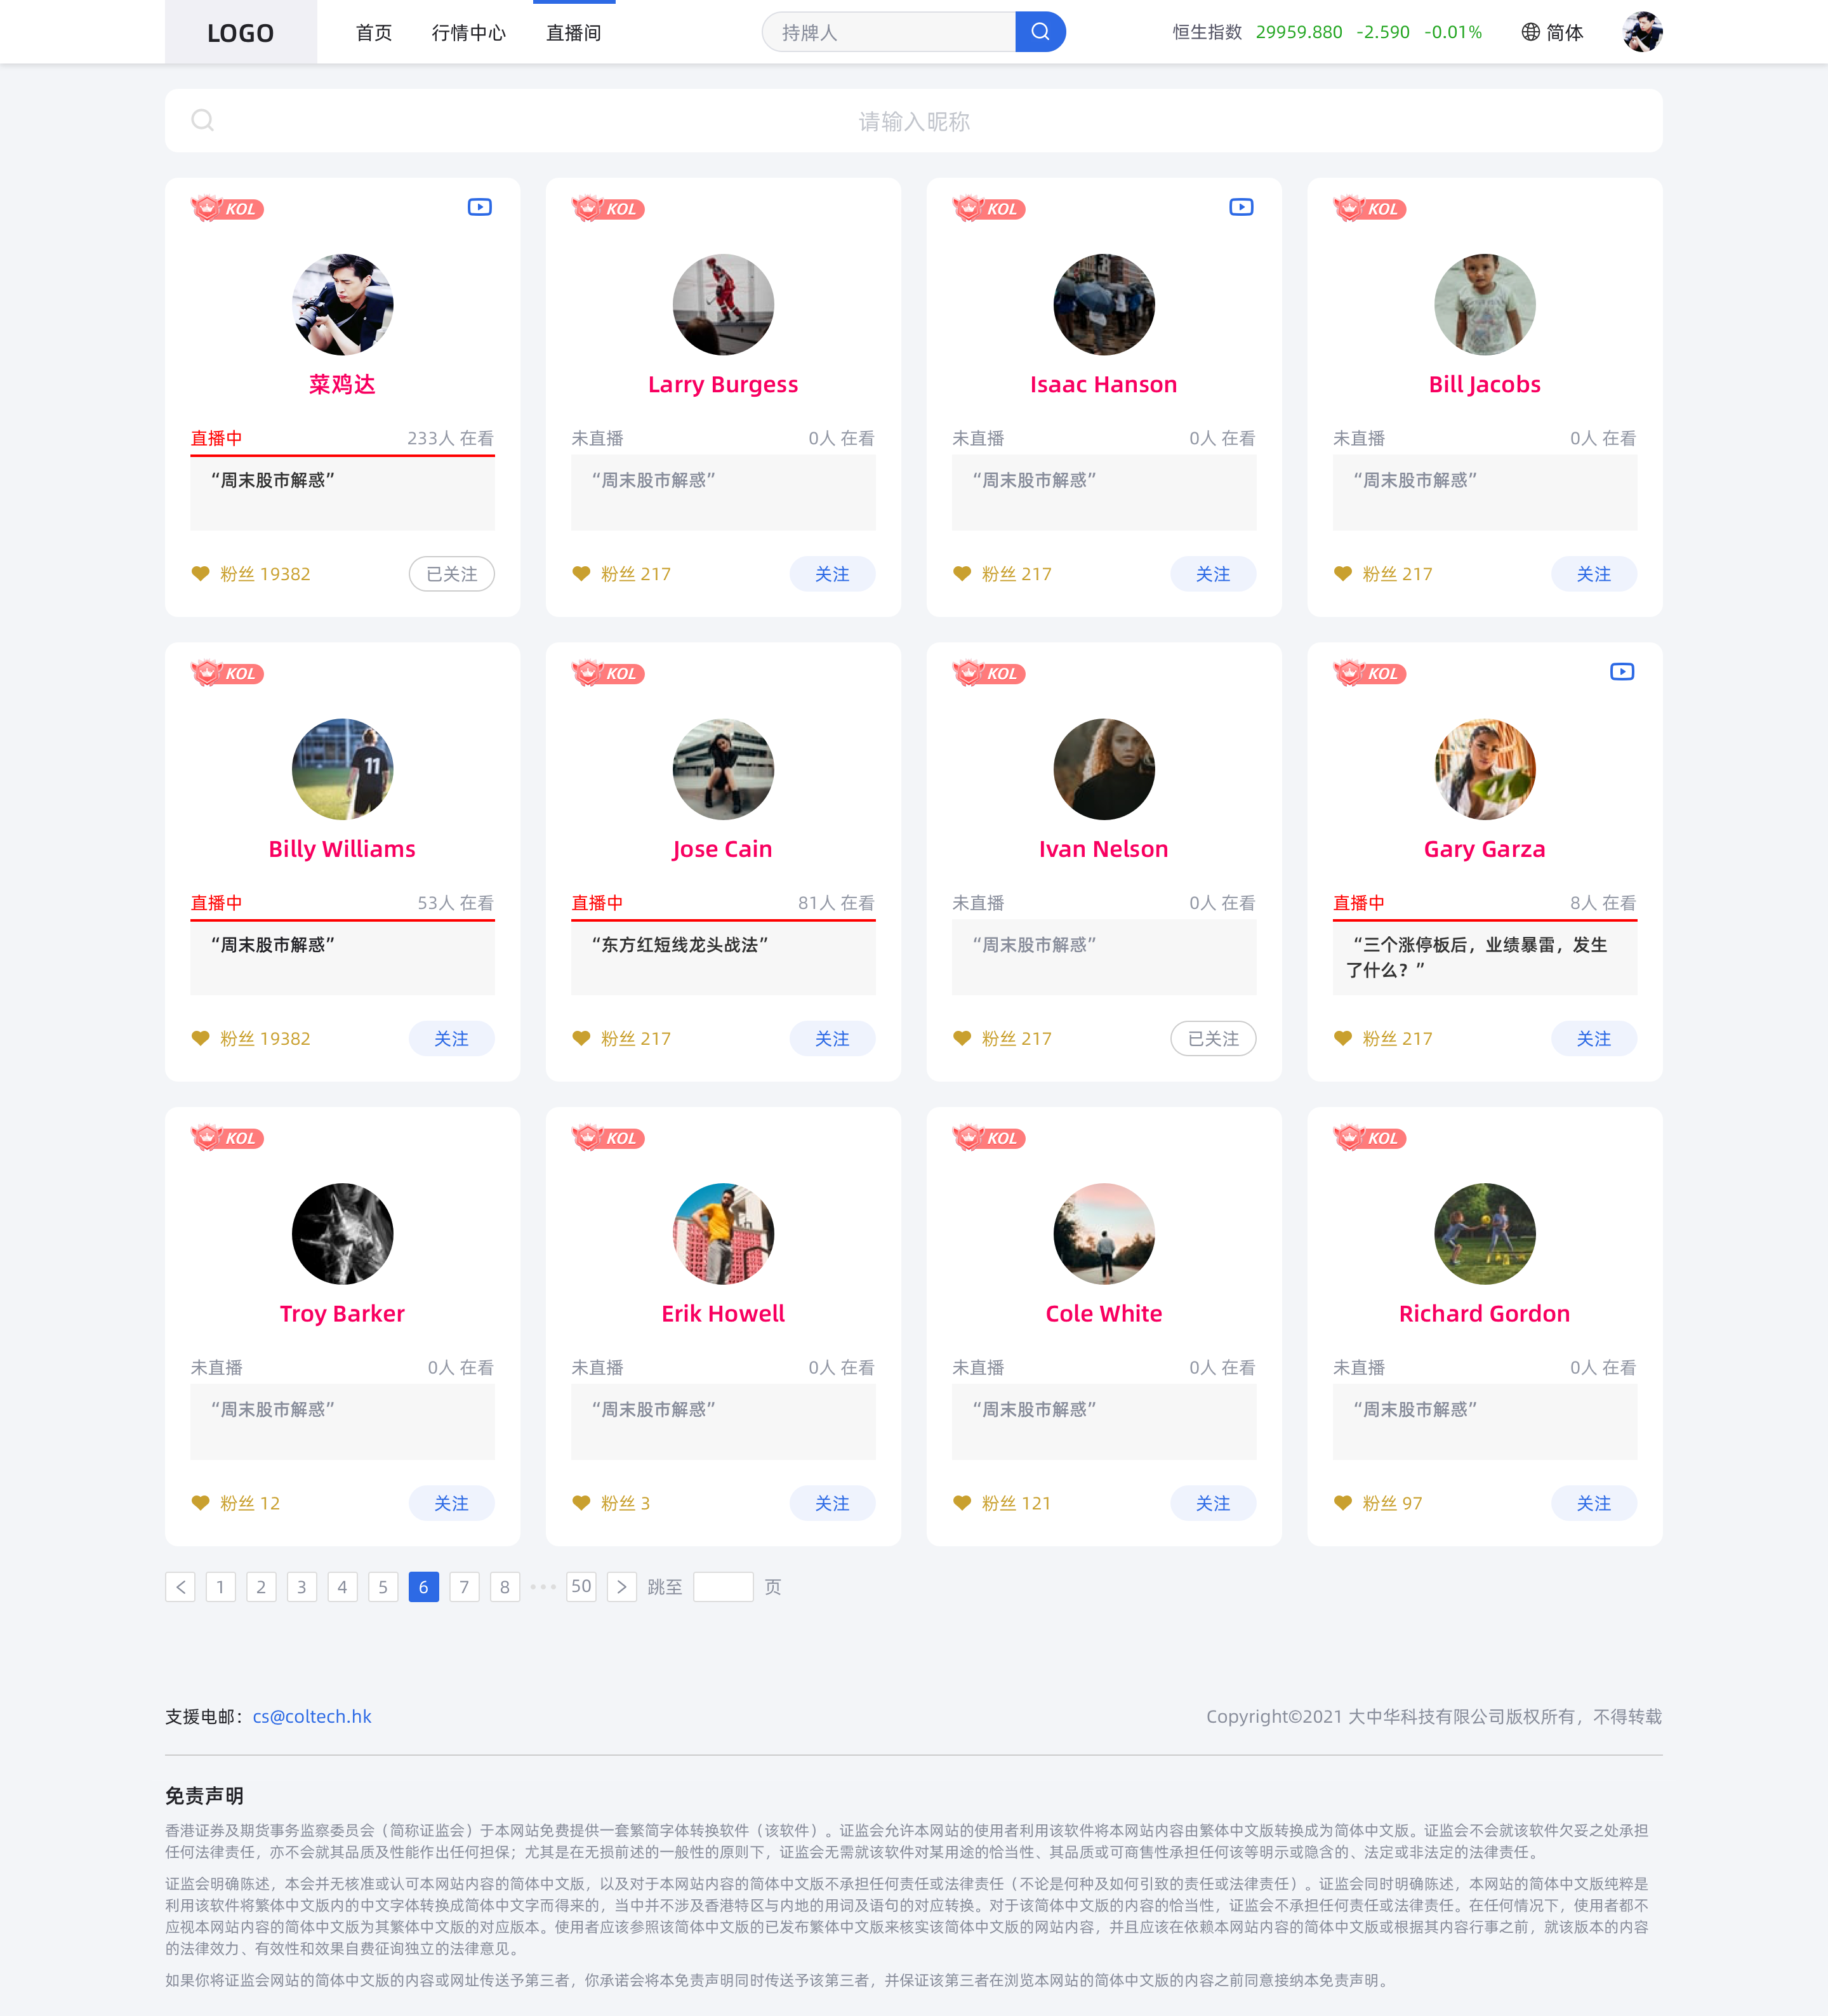 LOGO 首页 行情中心 直播间 持牌人 恒生指数 29959.880 -2.590 -0.01% 简体
请输入昵称
KOL KOL KOL KOL
菜鸡达 Larry Burgess Isaac Hanson Bill Jacobs
直播中 233人 在看 未直播 0人 在看 未直播 0人 在看 未直播 0人 在看
“周末股市解惑” “周末股市解惑” “周末股市解惑” “周末股市解惑”
粉丝 19382 已关注 粉丝 217 关注 粉丝 217 关注 粉丝 217 关注
KOL KOL KOL KOL
11
Billy Williams Jose Cain Ivan Nelson Gary Garza
直播中 53人 在看 直播中 81人 在看 未直播 0人 在看 直播中 8人 在看
“周末股市解惑” “东方红短线龙头战法” “周末股市解惑” “三个涨停板后，业绩暴雷，发生
了什么？”
粉丝 19382 关注 粉丝 217 关注 粉丝 217 已关注 粉丝 217 关注
KOL KOL KOL KOL
Troy Barker Erik Howell Cole White Richard Gordon
未直播 0人 在看 未直播 0人 在看 未直播 0人 在看 未直播 0人 在看
“周末股市解惑” “周末股市解惑” “周末股市解惑” “周末股市解惑”
粉丝 12 关注 粉丝 3 关注 粉丝 121 关注 粉丝 97 关注
1 2 3 4 5 6 7 8 ••• 50 跳至 页
支援电邮：cs@coltech.hk Copyright©2021 大中华科技有限公司版权所有，不得转载
免责声明
香港证券及期货事务监察委员会（简称证监会）于本网站免费提供一套繁简字体转换软件（该软件）。证监会允许本网站的使用者利用该软件将本网站内容由繁体中文版转换成为简体中文版。证监会不会就该软件欠妥之处承担
任何法律责任，亦不会就其品质及性能作出任何担保；尤其是在无损前述的一般性的原则下，证监会无需就该软件对某用途的恰当性、其品质或可商售性承担任何该等明示或隐含的、法定或非法定的法律责任。
证监会明确陈述，本会并无核准或认可本网站内容的简体中文版，以及对于本网站内容的简体中文版不承担任何责任或法律责任（不论是何种及如何引致的责任或法律责任）。证监会同时明确陈述，本网站的简体中文版纯粹是
利用该软件将繁体中文版内的中文字体转换成简体中文字而得来的，当中并不涉及香港特区与内地的用词及语句的对应转换。对于该简体中文版的内容的恰当性，证监会不承担任何责任或法律责任。在任何情况下，使用者都不
应视本网站内容的简体中文版为其繁体中文版的对应版本。使用者应该参照该简体中文版的已发布繁体中文版来核实该简体中文版的网站内容，并且应该在依赖本网站内容的简体中文版或根据其内容行事之前，就该版本的内容
的法律效力、有效性和效果自费征询独立的法律意见。
如果你将证监会网站的简体中文版的内容或网址传送予第三者，你承诺会将本免责声明同时传送予该第三者，并保证该第三者在浏览本网站的简体中文版的内容之前同意接纳本免责声明。